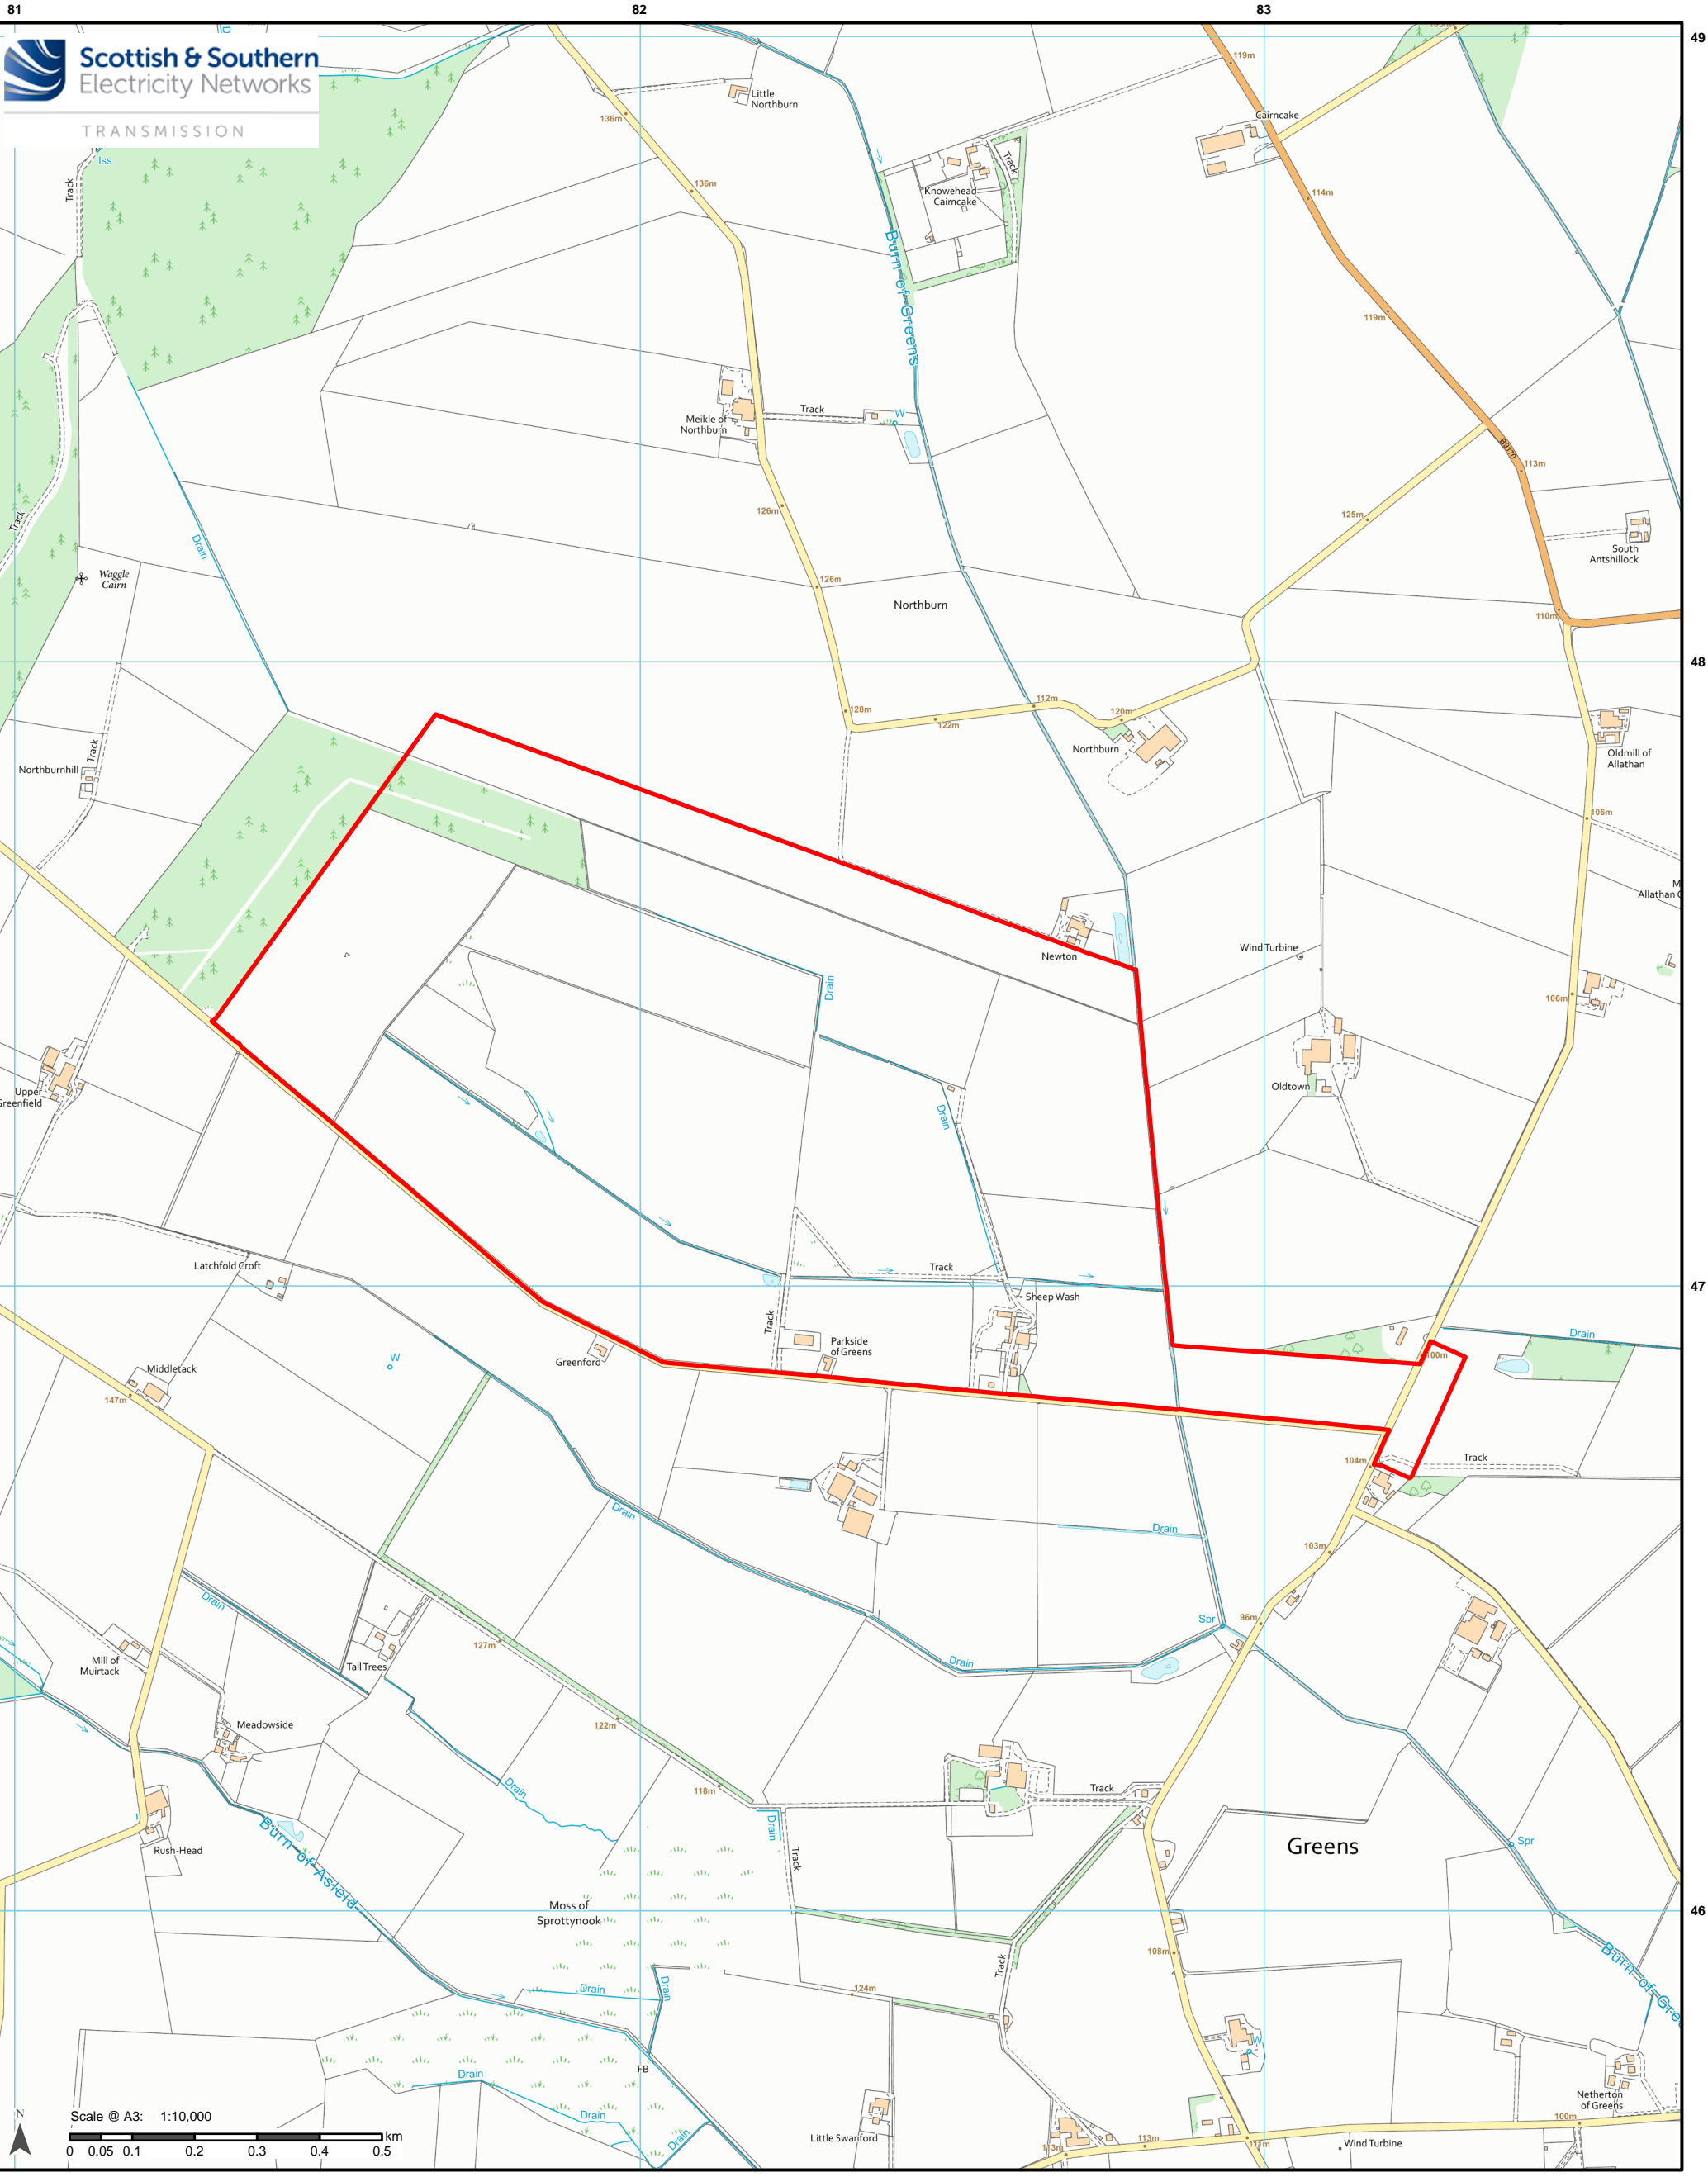 81
82
83
49
Scottish & Southern
Electricity Networks
TRANSMISSION
Iss
Track
136m
Little
Northburn
119m
Cairncake
Track
Knowehead
Cairncake
136m
114m
Burn of Greens
119m
Meikle of
Northburn
Track
W
B9170
113m
126m
125m
Track
Drain
South
Antshillock
Waggle
Cairn
126m
Northburn
110m
48
128m
112m
120m
122m
Northburn
Northburnhill
Track
Oldmill of
Allathan
106m
Allathan
Wind Turbine
Newton
Drain
106m
Upper
Greenfield
Oldtown
Drain
Latchfold Croft
Track
Sheep Wash
47
Track
Parkside
of Greens
Greenford
Drain
100m
W
Middletack
147m
104m
Track
Drain
Drain
103m
Drain
Spr
96m
127m
Tall Trees
Mill of
Muirtack
Drain
Meadowside
122m
118m
Drain
Track
Drain
Track
Burn of Asleid
Rush-Head
Greens
Spr
Moss of
Sprottynook
46
108m
Track
Burn of Gre
Drain
Drain
124m
W
FB
Drain
Netherton
of Greens
N
Scale @ A3: 1:10,000
km
0 0.05 0.1 0.2 0.3 0.4 0.5
Drain
Drain
Little Swanford
113m
113m
111m
100m
Wind Turbine